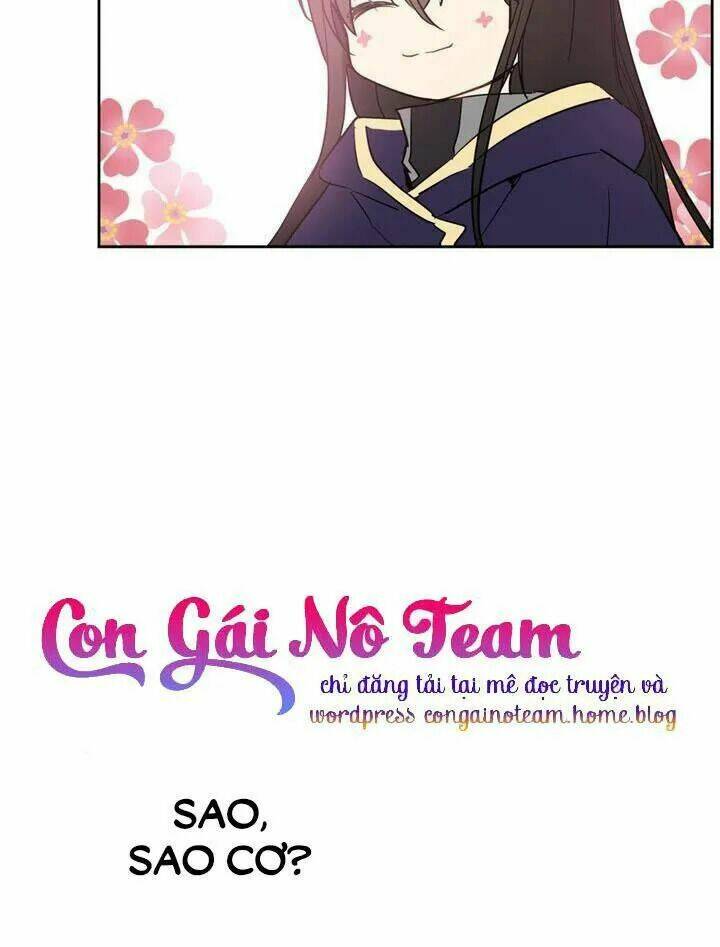 Con Gái Nô Team
chỉ đăng tải tại mê đọc truyện và
wordpress congainoteam.home.blog
SAO,
SAO CƠ?